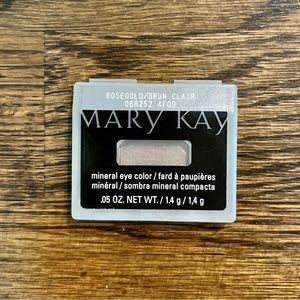 ROSEGOLD/BRUN CLAIR
068252 4F09
MARY KAY
mineral eye color / fard à paupières
minéral / sombra mineral compacta
.05 OZ. NET WT. / 1.4 g / 1,4 g